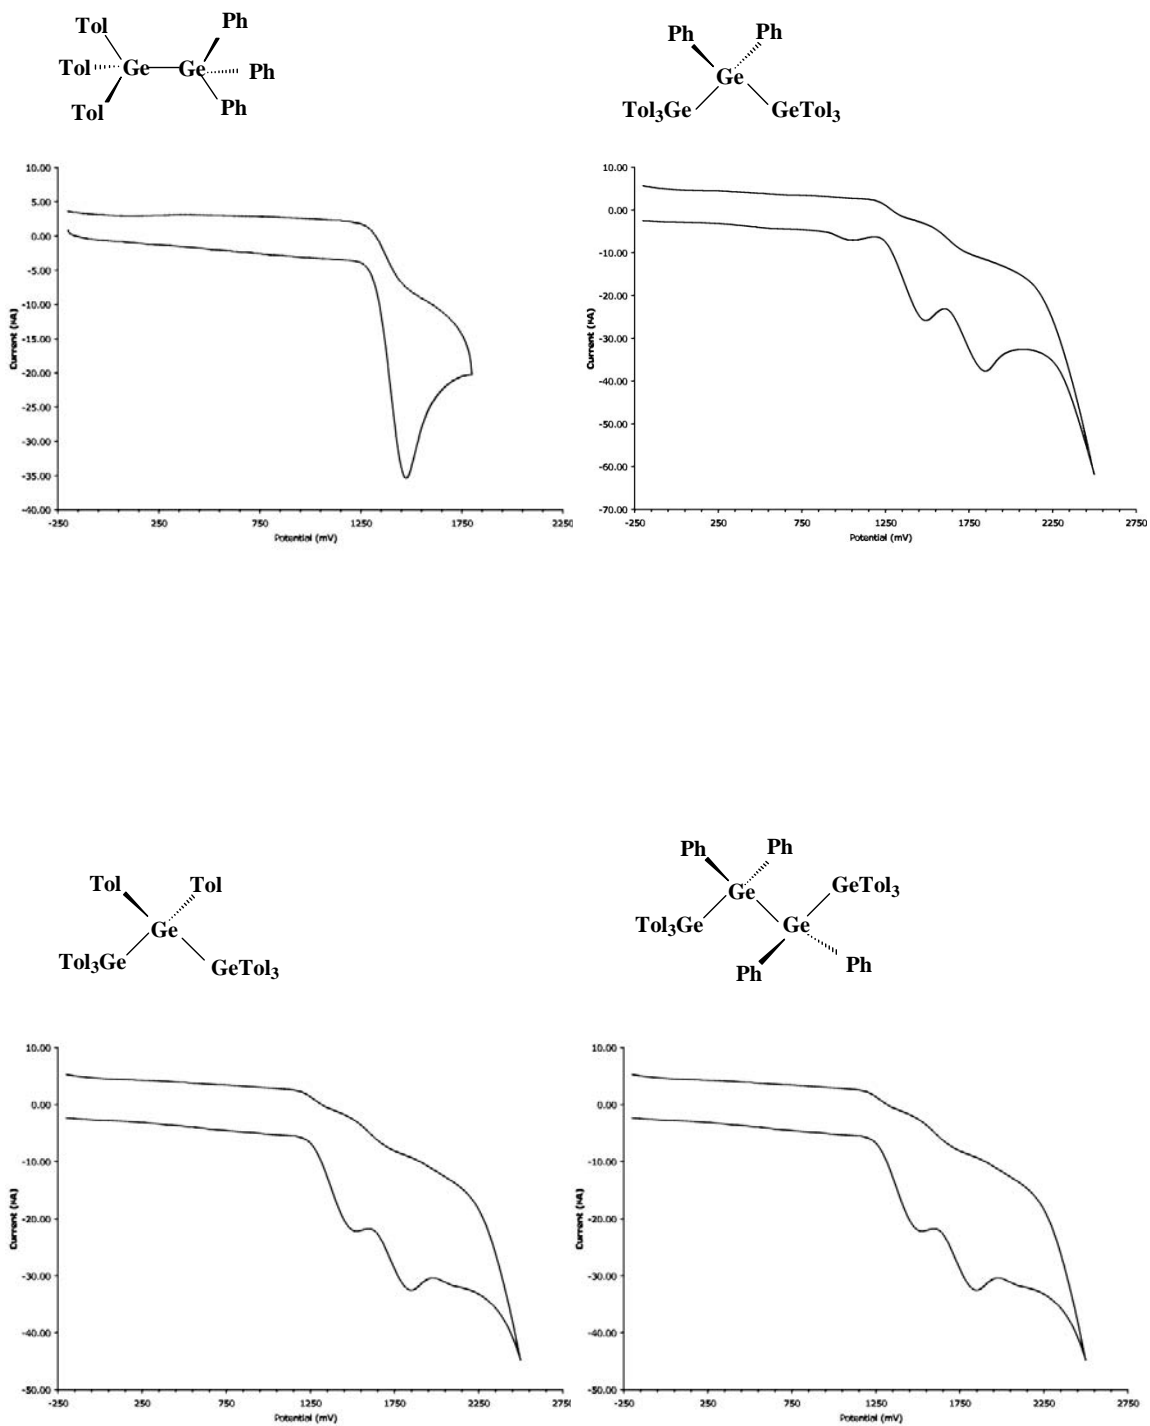 Tol
Ph
Tol
Ge
Ge
Ph
Tol
Ph
Ph
Ph
Ge
Tol3Ge
GeTol3
10.00
5.00
0.00
-5.00
-10.00
-15.00
-20.00
-25.00
-30.00
-35.00
-40.00
Current (µA)
-250
250
750
1250
1750
2250
Potential (mV)
10.00
0.00
-10.00
-20.00
-30.00
-40.00
-50.00
-60.00
-70.00
Current (µA)
-250
250
750
1250
1750
2250
2750
Potential (mV)
Tol
Tol
Ge
Tol3Ge
GeTol3
Ph
Ph
Ge
GeTol3
Tol3Ge
Ge
Ph
Ph
10.00
0.00
-10.00
-20.00
-30.00
-40.00
-50.00
Current (µA)
-250
250
750
1250
1750
2250
2750
Potential (mV)
10.00
0.00
-10.00
-20.00
-30.00
-40.00
-50.00
Current (µA)
-250
250
750
1250
1750
2250
2750
Potential (mV)